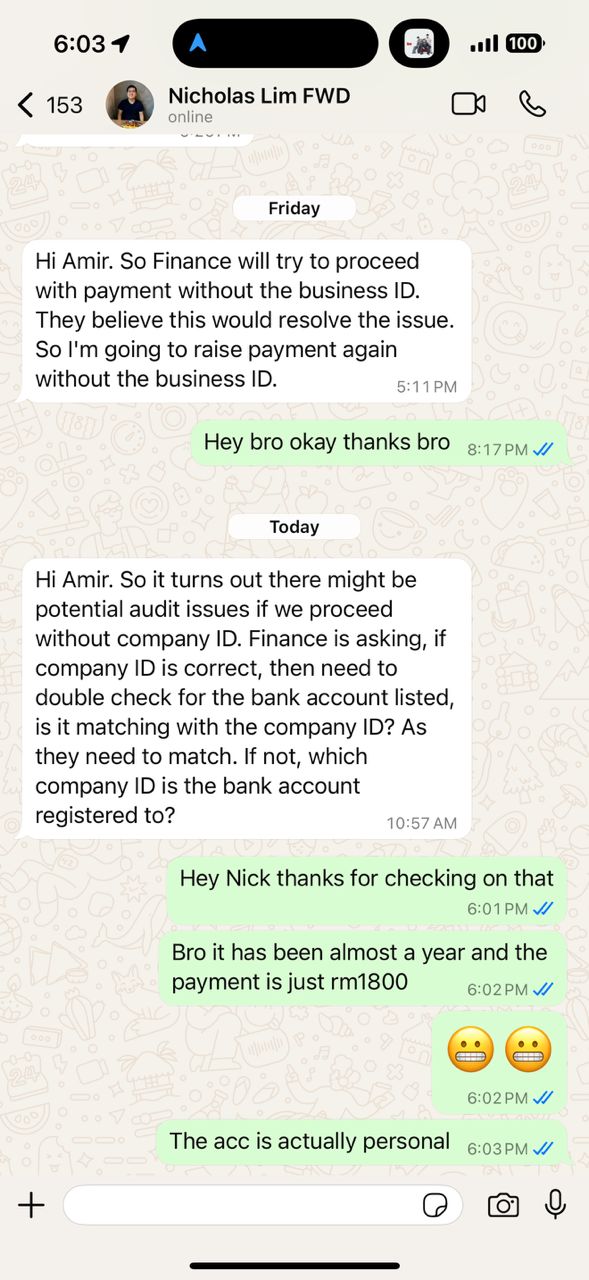 6:03
100
153
Nicholas Lim FWD
online
Friday
Hi Amir. So Finance will try to proceed
with payment without the business ID.
They believe this would resolve the issue.
So I'm going to raise payment again
without the business ID.
5:11 PM
Hey bro okay thanks bro
8:17 PM
Today
Hi Amir. So it turns out there might be
potential audit issues if we proceed
without company ID. Finance is asking, if
company ID is correct, then need to
double check for the bank account listed,
is it matching with the company ID? As
they need to match. If not, which
company ID is the bank account
registered to?
10:57 AM
Hey Nick thanks for checking on that
6:01 PM
Bro it has been almost a year and the
payment is just rm1800
6:02 PM
😬 😬
6:02 PM
The acc is actually personal
6:03 PM